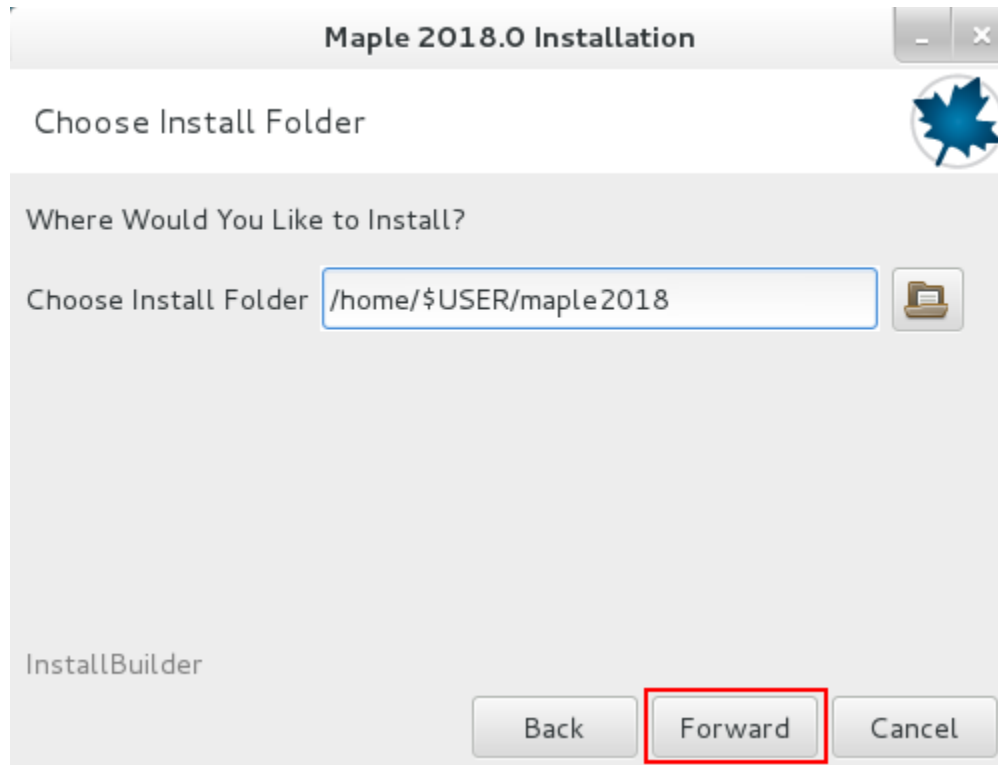 Maple 2018.0 Installation
Choose Install Folder
Where Would You Like to Install?
Choose Install Folder /home/$USER/maple2018
InstallBuilder
Back Forward Cancel